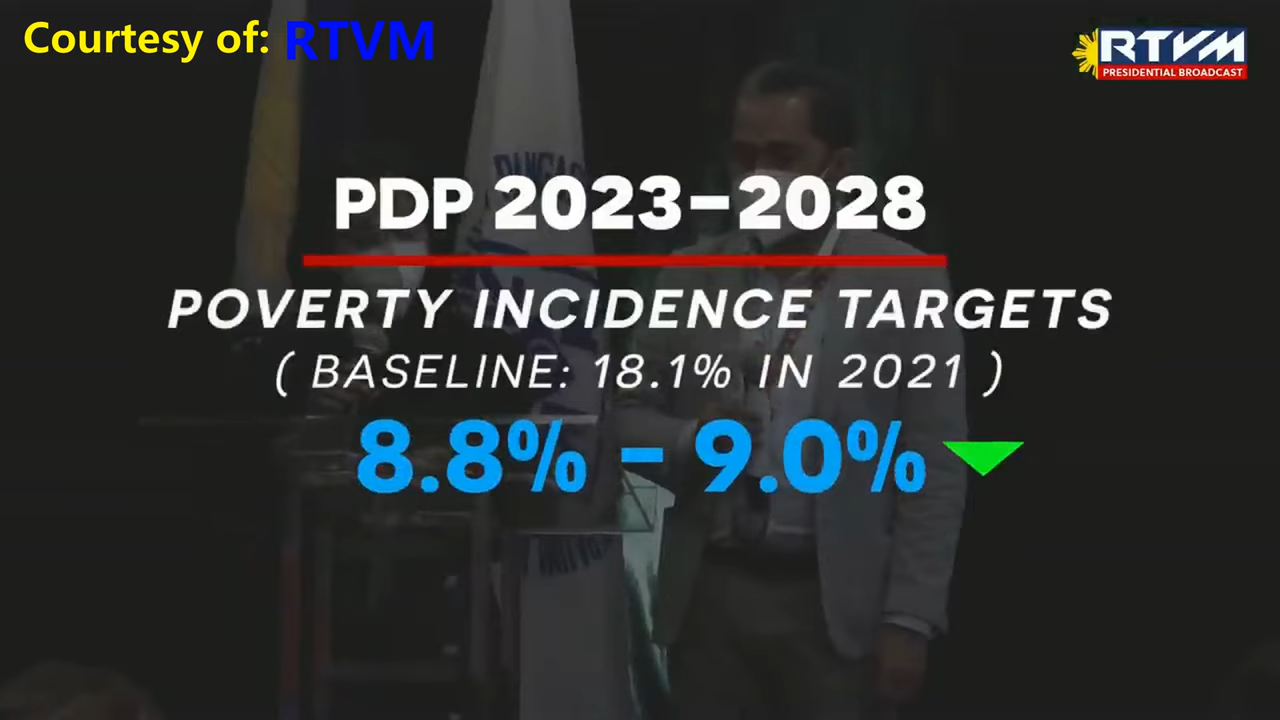 Courtesy of: RTVM
RTVM
PRESIDENTIAL BROADCAST
PDP 2023-2028
POVERTY INCIDENCE TARGETS
( BASELINE: 18.1% IN 2021 )
8.8% - 9.0%